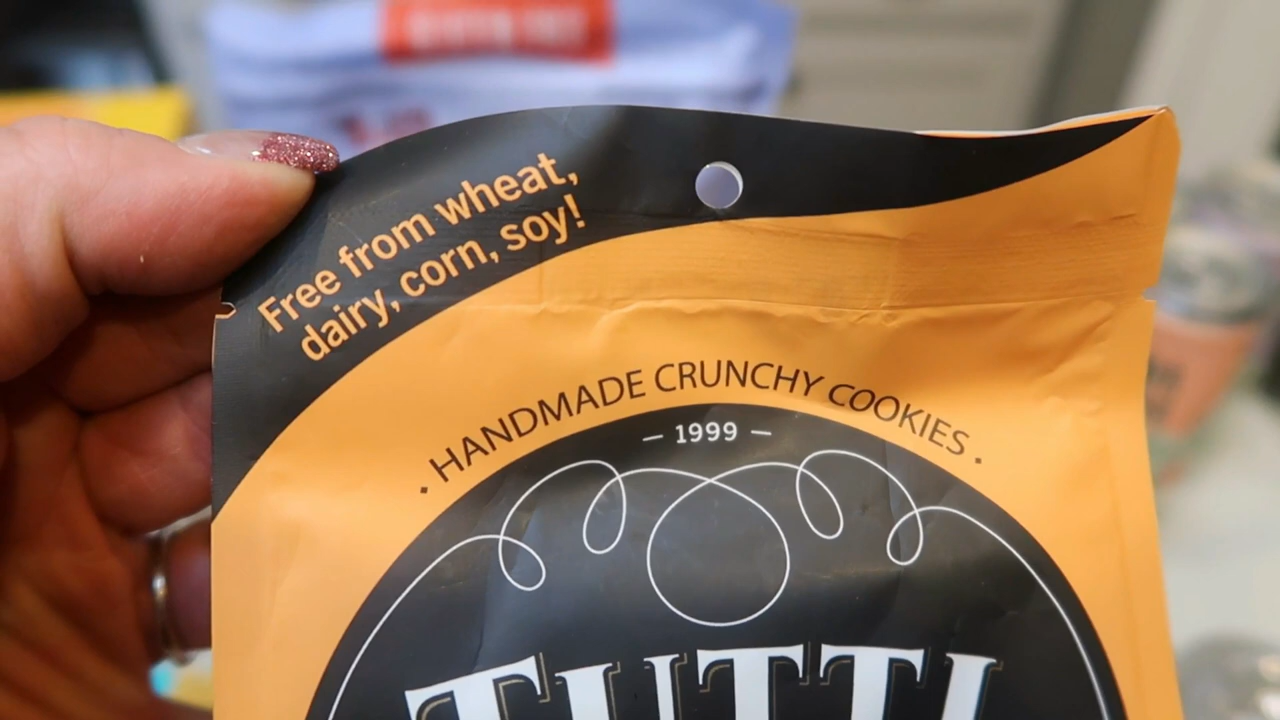 Free from wheat,
dairy, corn, soy!
· HANDMADE CRUNCHY COOKIES ·
— 1999 —
TUTTI